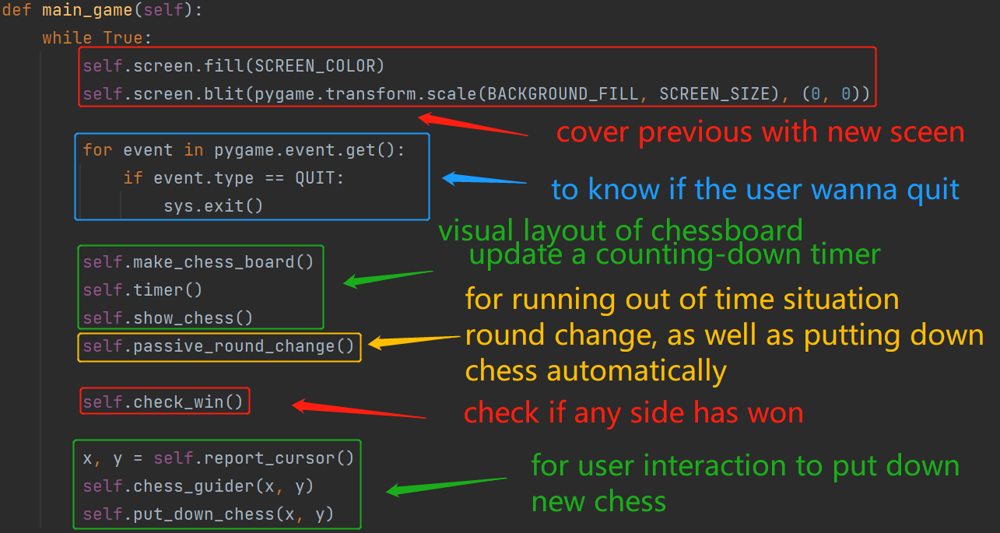 def main_game(self):
while True:
self.screen.fill(SCREEN_COLOR)
self.screen.blit(pygame.transform.scale(BACKGROUND_FILL, SCREEN_SIZE), (0, 0))
cover previous with new sceen
for event in pygame.event.get():
if event.type == QUIT:
sys.exit()
to know if the user wanna quit
visual layout of chessboard
update a counting-down timer
self.make_chess_board()
self.timer()
self.show_chess()
for running out of time situation
round change, as well as putting down
chess automatically
self.passive_round_change()
self.check_win()
check if any side has won
x, y = self.report_cursor()
self.chess_guider(x, y)
self.put_down_chess(x, y)
for user interaction to put down
new chess